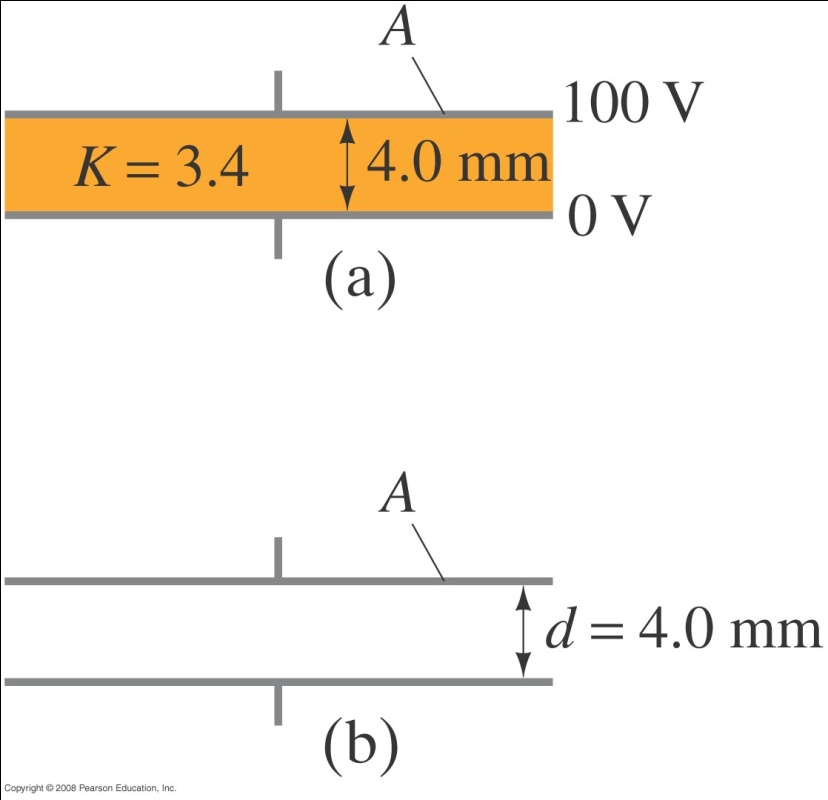 A
100 V
K = 3.4
4.0 mm
0 V
(a)
A
d = 4.0 mm
(b)
Copyright © 2008 Pearson Education, Inc.